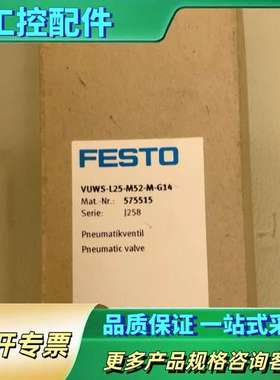 工控配件
FESTO
VUWS-L25-M52-M-G14
Mat.-Nr.: 575515
Serie: J258
Pneumatikventil
Pneumatic valve
开专票
品质保证 一站式采
更多产品规格咨询客